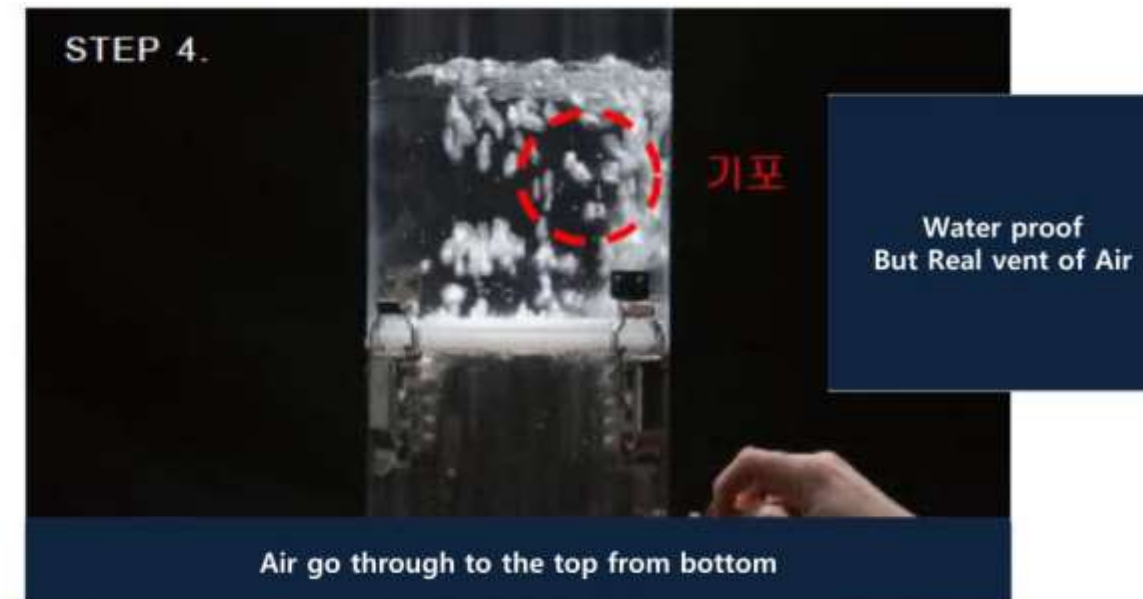 STEP 4.
기포
Water proof
But Real vent of Air
Air go through to the top from bottom